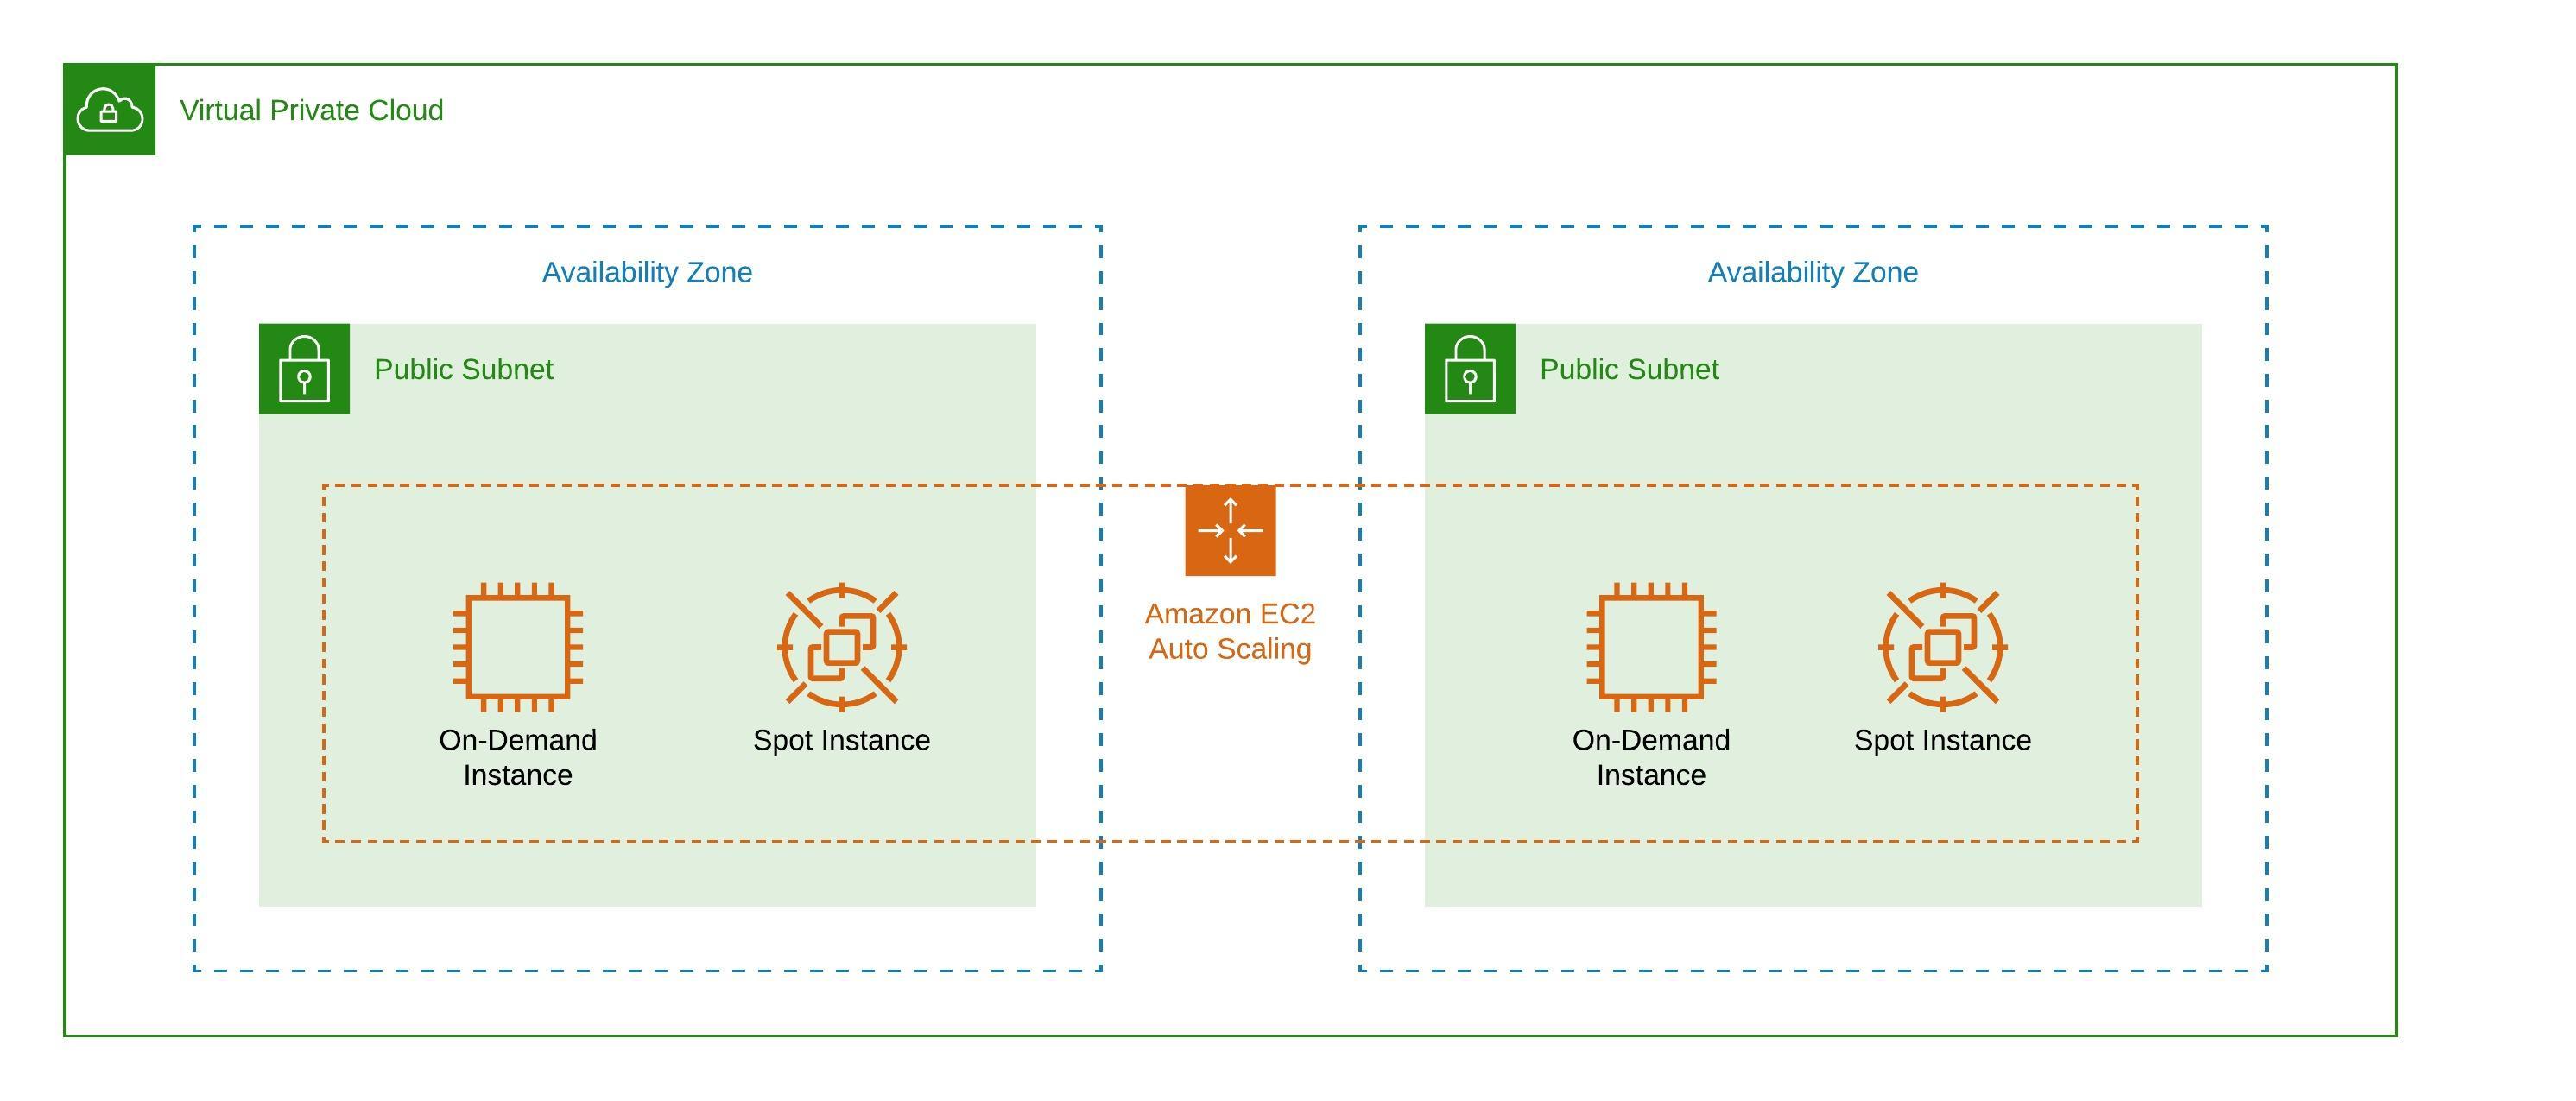 Virtual Private Cloud
Availability Zone
Availability Zone
Public Subnet
Public Subnet
Amazon EC2
Auto Scaling
On-Demand
Instance
Spot Instance
On-Demand
Instance
Spot Instance